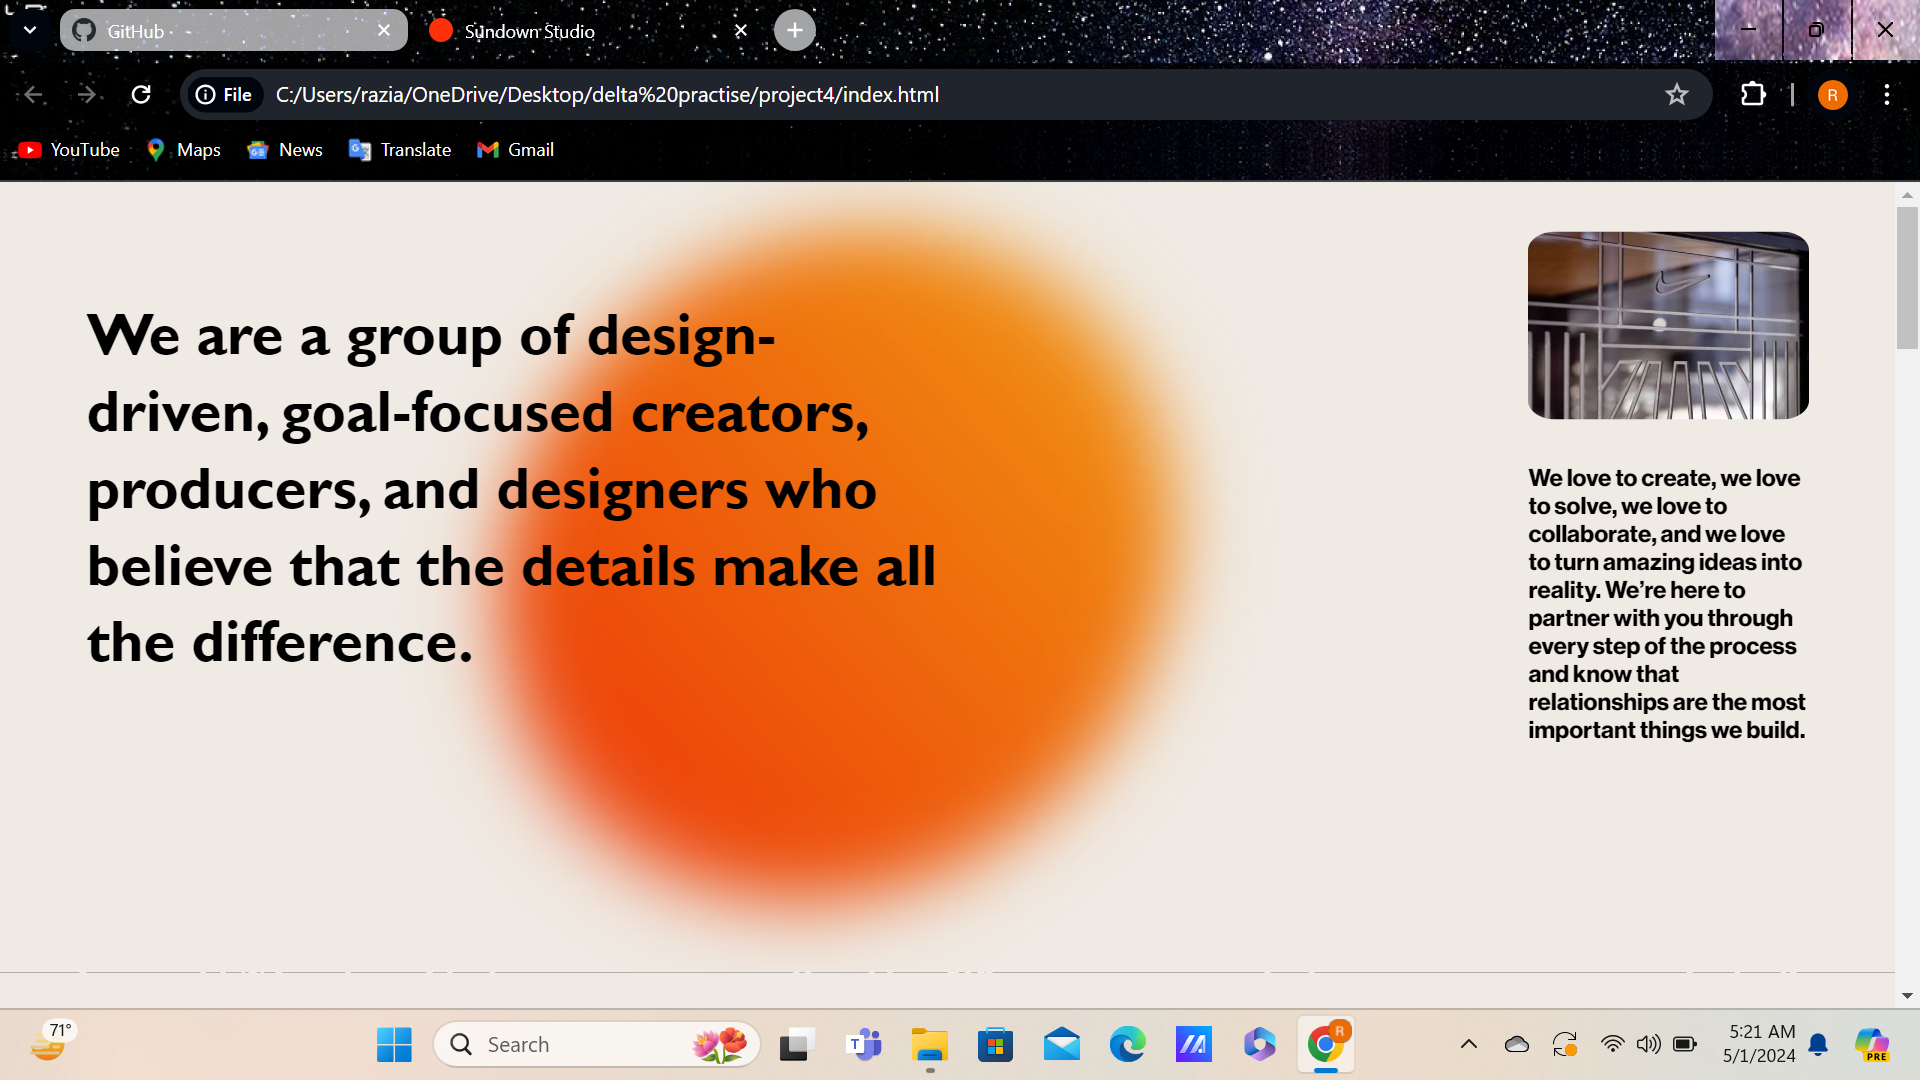 GitHub
Sundown Studio
File
C:/Users/razia/OneDrive/Desktop/delta%20practise/project4/index.html
R
YouTube
Maps
News
Translate
Gmail
We are a group of design-
driven, goal-focused creators,
producers, and designers who
believe that the details make all
the difference.
We love to create, we love
to solve, we love to
collaborate, and we love
to turn amazing ideas into
reality. We’re here to
partner with you through
every step of the process
and know that
relationships are the most
important things we build.
71°
Search
T
R
5:21 AM
5/1/2024
PRE